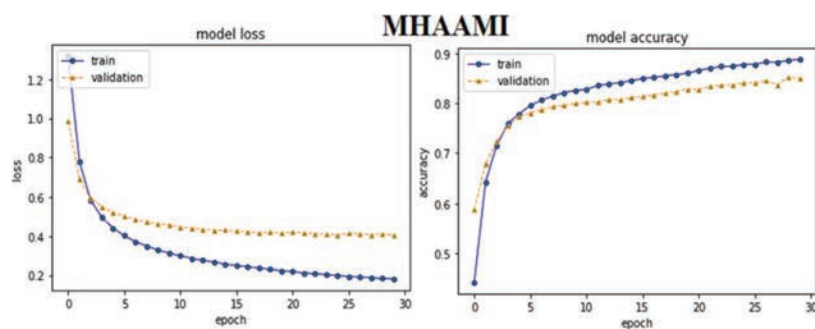 MHAAMI
model loss
train
validation
1.2
1.0
0.8
0.6
0.4
0.2
loss
0 5 10 15 20 25 30
epoch
model accuracy
train
validation
0.9
0.8
0.7
0.6
0.5
accuracy
0 5 10 15 20 25 30
epoch